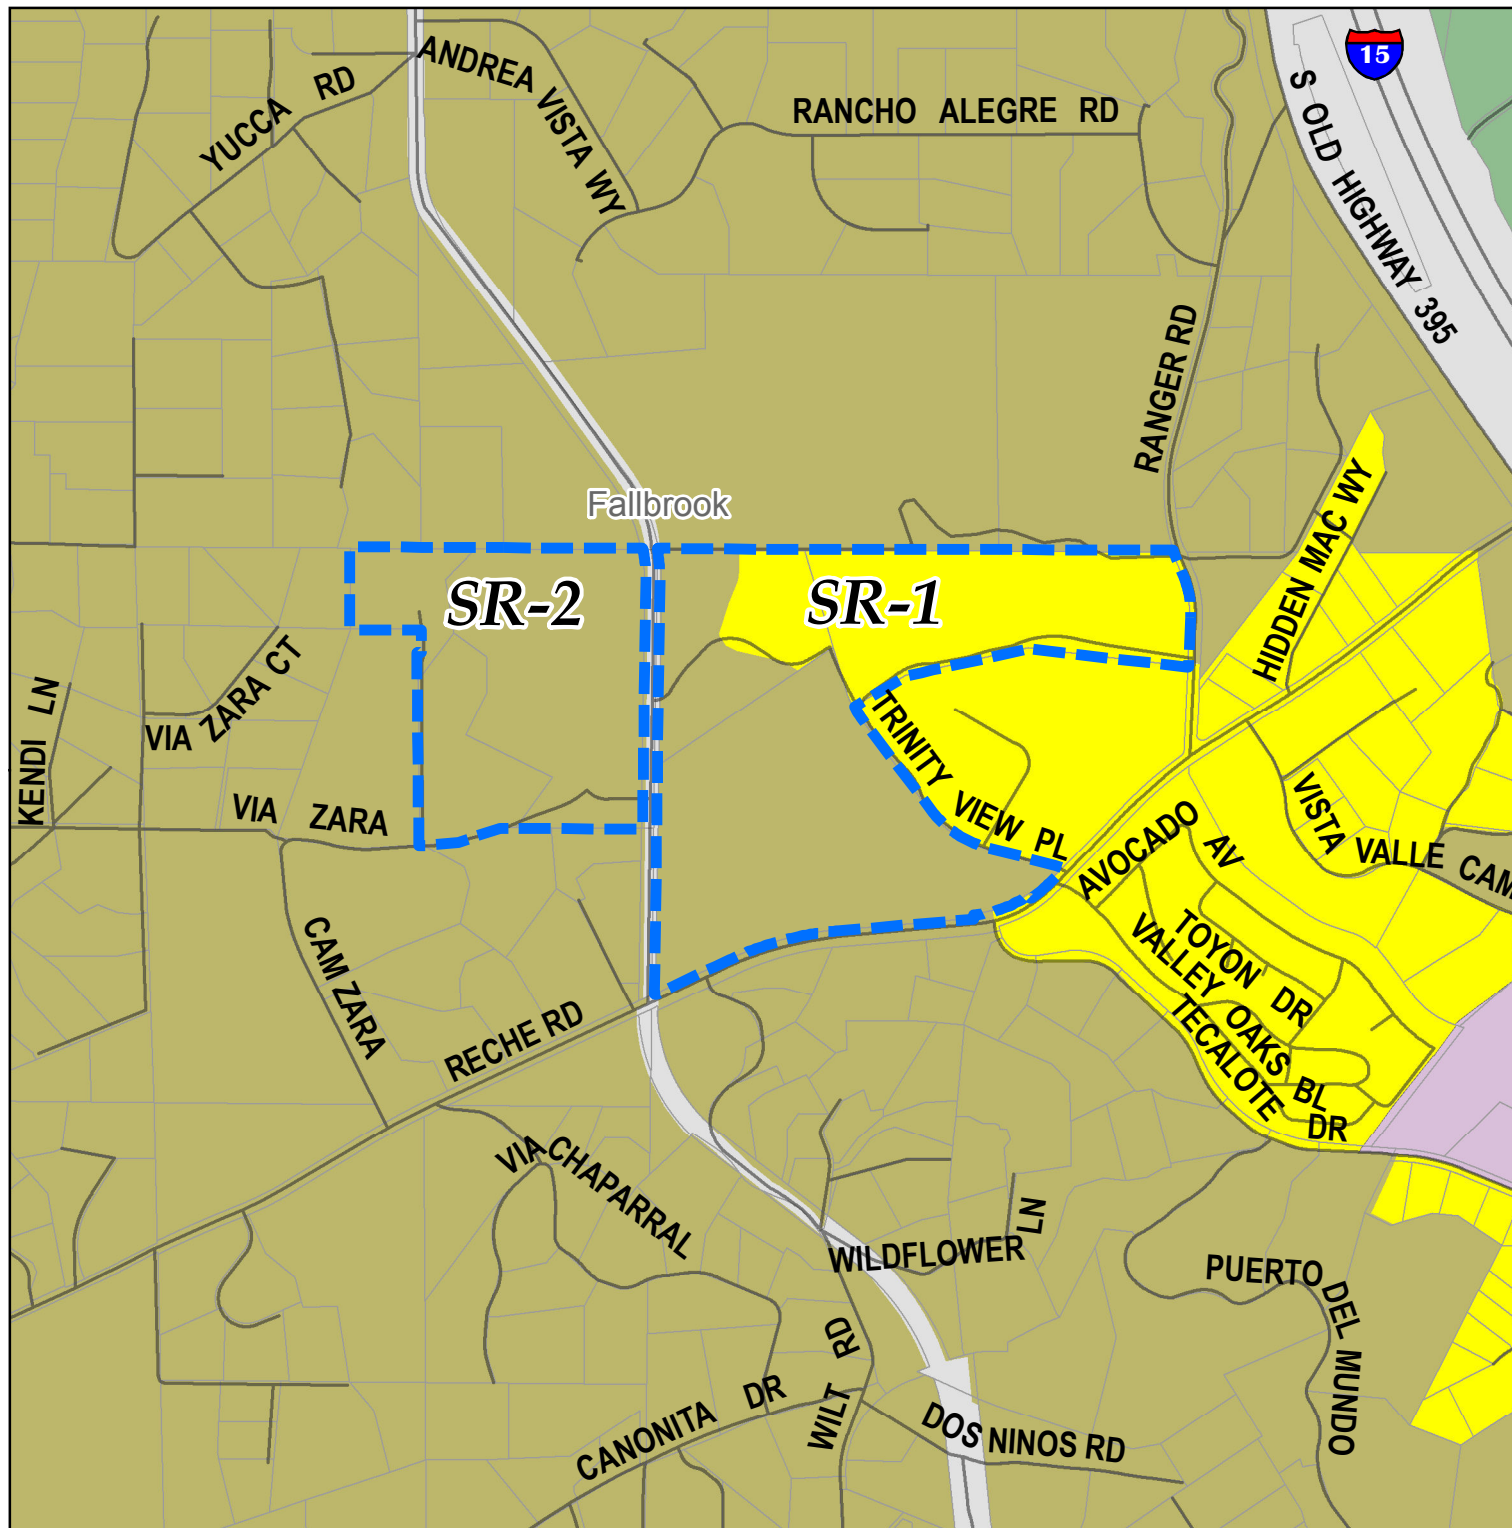 15
ANDREA VISTA WY
YUCCA RD
RANCHO ALEGRE RD
S OLD HIGHWAY 395
RANGER RD
Fallbrook
HIDDEN MAC WY
SR-2
SR-1
KENDI LN
VIA ZARA CT
VIA ZARA
TRINITY VIEW PL
AVOCADO AV
VISTA VALLE CAM
CAM ZARA
TOYON DR
VALLEY OAKS BL
TECALOTE DR
RECHE RD
VIA CHAPARRAL
WILDFLOWER LN
PUERTO DEL MUNDO
WILT RD
CANONITA DR
DOS NINOS RD